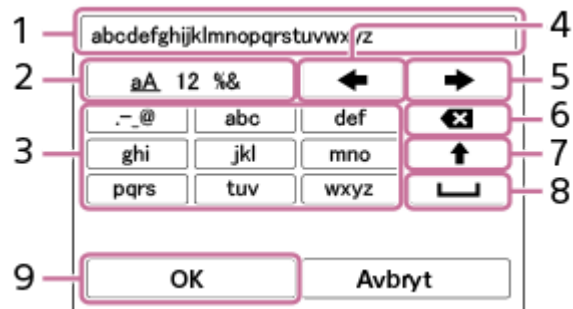 1 abcdefghijklmnopqrstuvwxyz 4
2 aA 12 %& 5
.-_@ abc def 6
3 ghi jkl mno 7
pqrs tuv wxyz 8
9 OK Avbryt